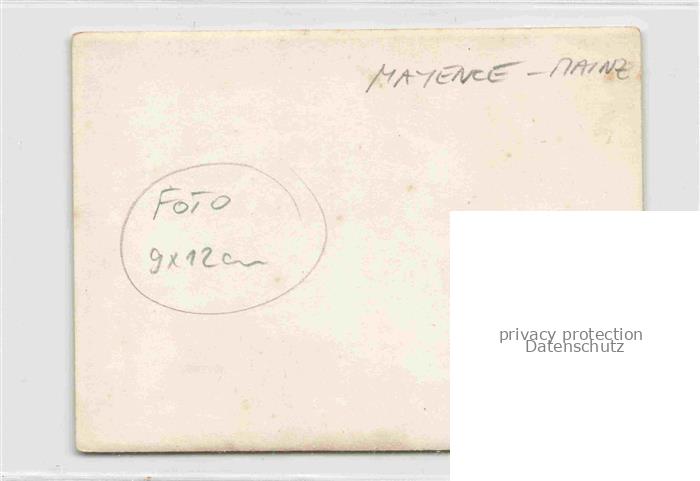 MAYENCE - MAINZ
FOTO
9x12cm
privacy protection
Datenschutz